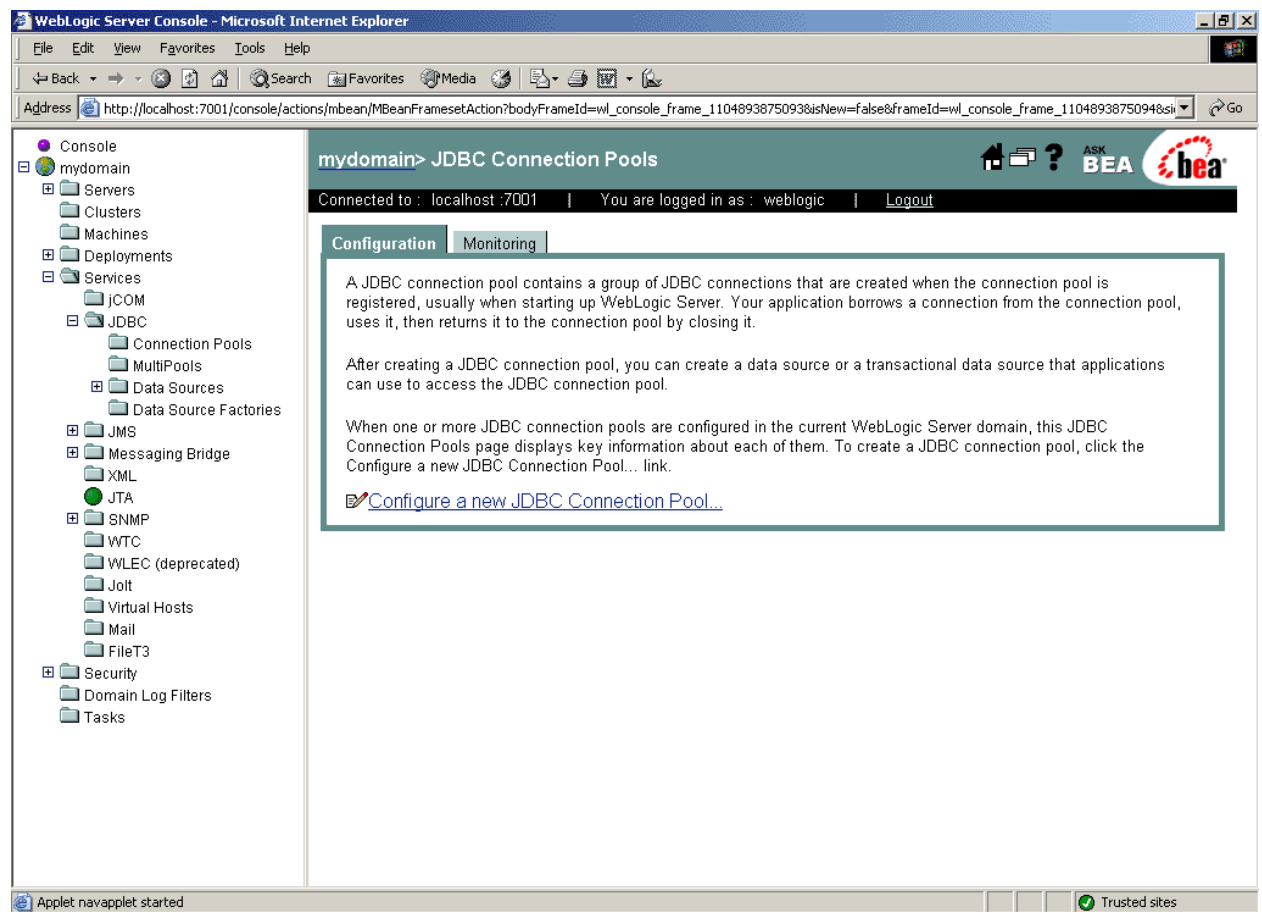 WebLogic Server Console - Microsoft Internet Explorer
File Edit View Favorites Tools Help
Back Search Favorites Media
Address http://localhost:7001/console/actions/mbean/MBeanFramesetAction?bodyFrameId=wl_console_frame_1104893875093&isNew=false&frameId=wl_console_frame_1104893875094&si Go
Console
mydomain
Servers
Clusters
Machines
Deployments
Services
jCOM
JDBC
Connection Pools
MultiPools
Data Sources
Data Source Factories
JMS
Messaging Bridge
XML
JTA
SNMP
WTC
WLEC (deprecated)
Jolt
Virtual Hosts
Mail
FileT3
Security
Domain Log Filters
Tasks
mydomain> JDBC Connection Pools
? ASK BEA bea
Connected to : localhost :7001 | You are logged in as : weblogic | Logout
Configuration Monitoring
A JDBC connection pool contains a group of JDBC connections that are created when the connection pool is
registered, usually when starting up WebLogic Server. Your application borrows a connection from the connection pool,
uses it, then returns it to the connection pool by closing it.
After creating a JDBC connection pool, you can create a data source or a transactional data source that applications
can use to access the JDBC connection pool.
When one or more JDBC connection pools are configured in the current WebLogic Server domain, this JDBC
Connection Pools page displays key information about each of them. To create a JDBC connection pool, click the
Configure a new JDBC Connection Pool... link.
Configure a new JDBC Connection Pool...
Applet navapplet started
Trusted sites